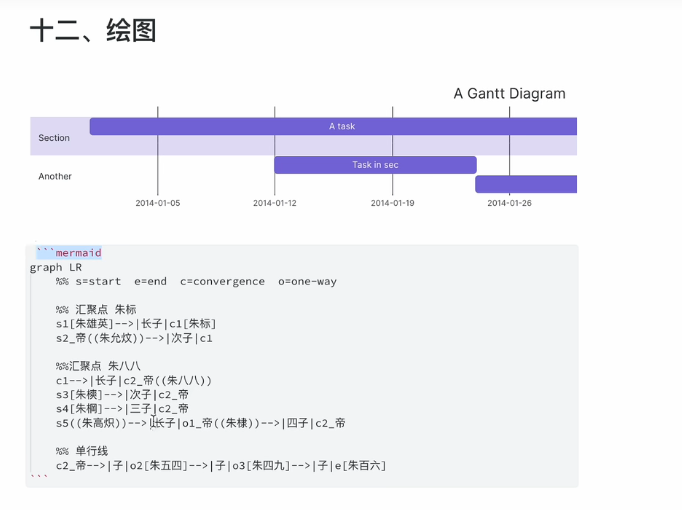 十二、绘图
A Gantt Diagram
Section
A task
Another
Task in sec
2014-01-05 2014-01-12 2014-01-19 2014-01-26
```mermaid
graph LR
%% s=start e=end c=convergence o=one-way
%% 汇聚点 朱标
s1[朱雄英]-->|长子|c1[朱标]
s2_帝((朱允炆))-->|次子|c1
%%汇聚点 朱八八
c1-->|长子|c2_帝((朱八八))
s3[朱樉]-->|次子|c2_帝
s4[朱棡]-->|三子|c2_帝
s5((朱高炽))-->|长子|o1_帝((朱棣))-->|四子|c2_帝
%% 单行线
c2_帝-->|子|o2[朱五四]-->|子|o3[朱四九]-->|子|e[朱百六]
```